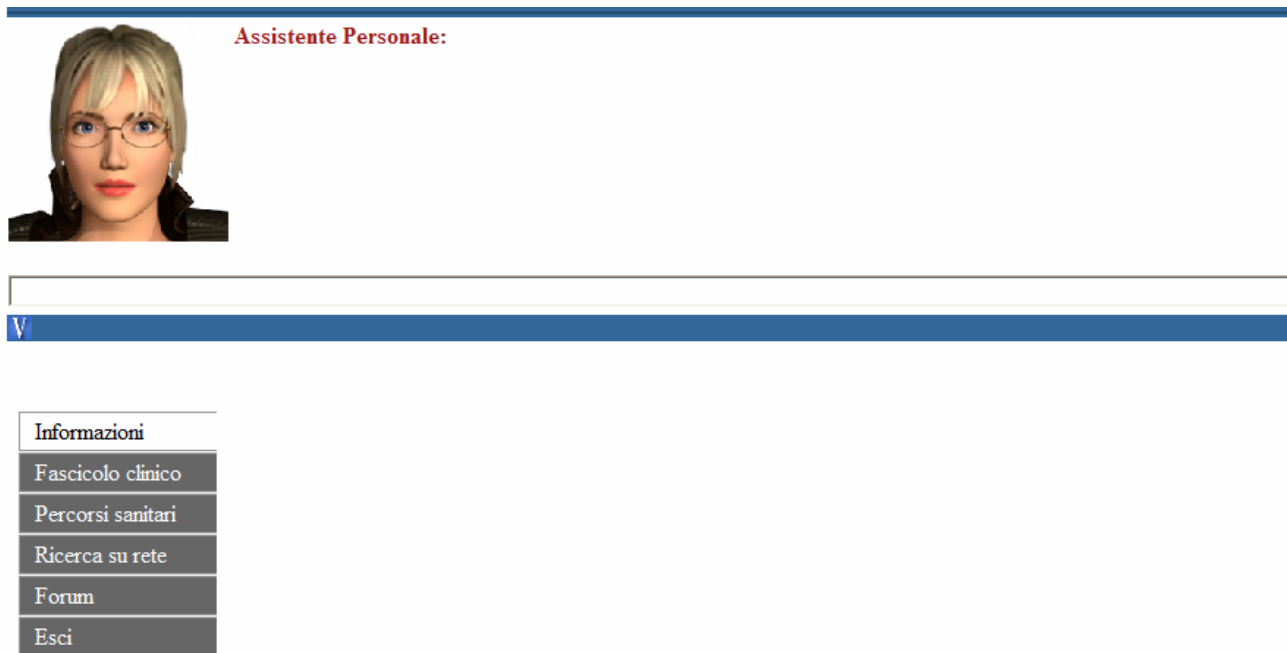 Assistente Personale:
V
Informazioni
Fascicolo clinico
Percorsi sanitari
Ricerca su rete
Forum
Esci